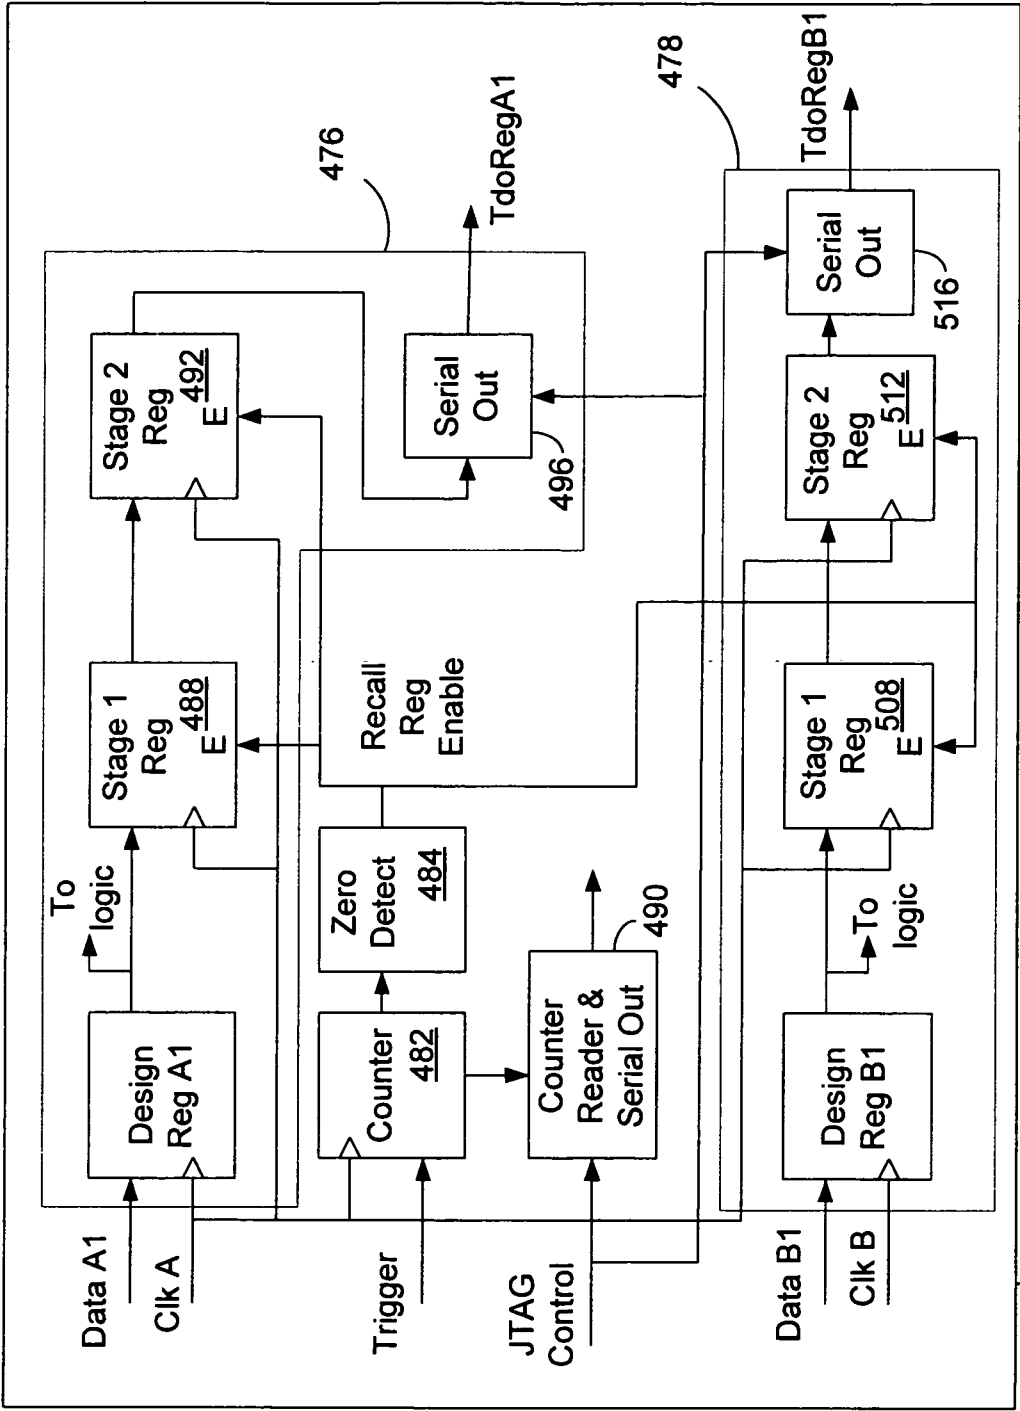 Data A1
Clk A
Design
Reg A1
To
logic
Stage 1
Reg
488
E
Stage 2
Reg
492
E
476
Serial
Out
496
TdoRegA1
Trigger
Counter
482
Zero
Detect
484
Recall
Reg
Enable
JTAG
Control
Counter
Reader &
Serial Out
490
Data B1
Clk B
Design
Reg B1
To
logic
Stage 1
Reg
508
E
Stage 2
Reg
512
E
Serial
Out
516
478
TdoRegB1